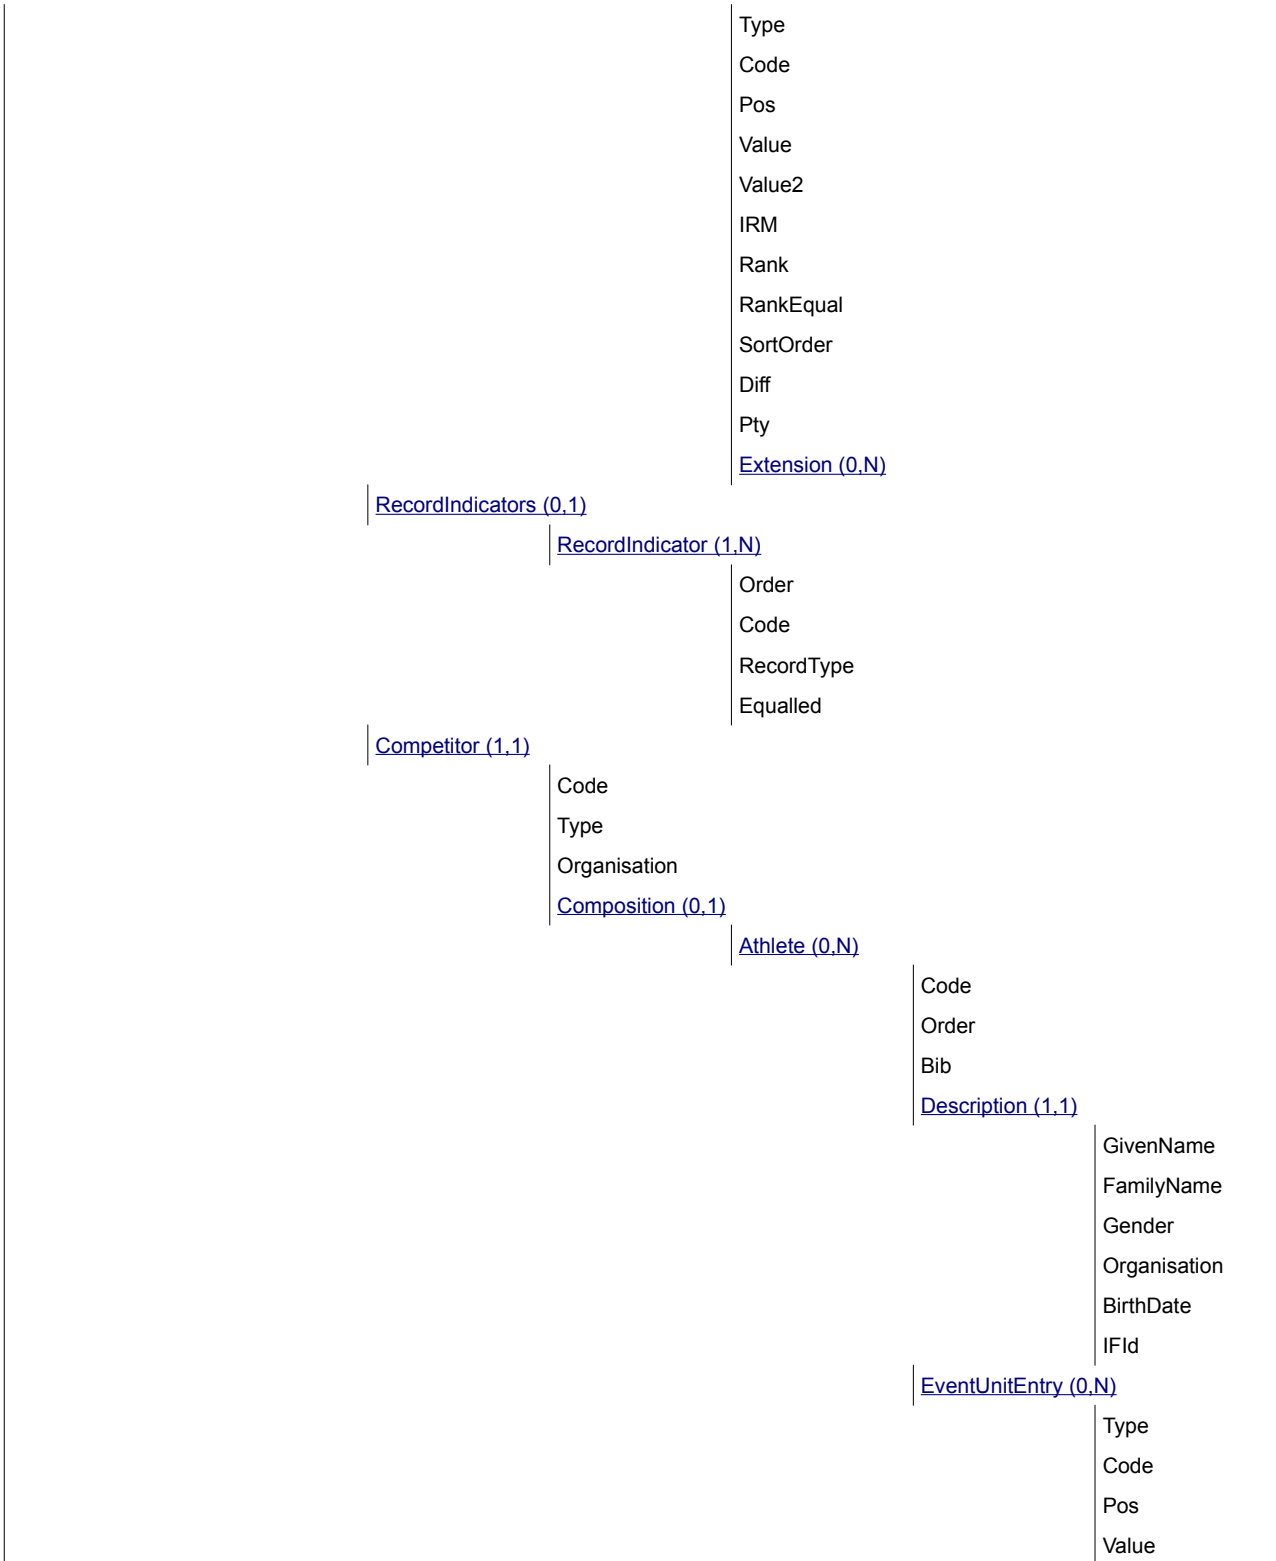 Type
Code
Pos
Value
Value2
IRM
Rank
RankEqual
SortOrder
Diff
Pty
Extension (0,N)
RecordIndicators (0,1)
RecordIndicator (1,N)
Order
Code
RecordType
Equalled
Competitor (1,1)
Code
Type
Organisation
Composition (0,1)
Athlete (0,N)
Code
Order
Bib
Description (1,1)
GivenName
FamilyName
Gender
Organisation
BirthDate
IFId
EventUnitEntry (0,N)
Type
Code
Pos
Value